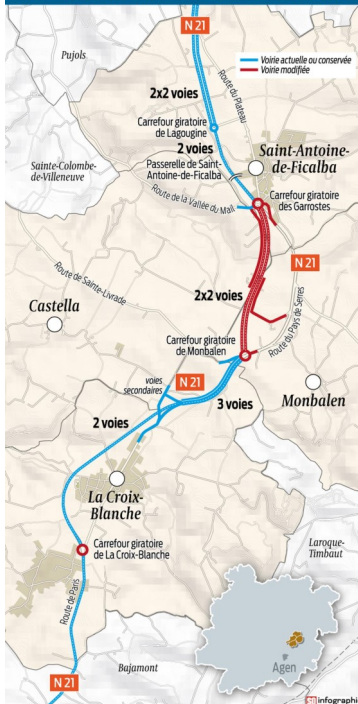 N 21
Pujols
Voirie actuelle ou conservée
Voirie modifiée
Route du Plateau
2x2 voies
Carrefour giratoire
de Lagougine
2 voies
Saint-Antoine-
de-Ficalba
Passerelle de Saint-
Antoine-de-Ficalba
Sainte-Colombe-
de-Villeneuve
Route de la Vallée du Mail
Carrefour giratoire
des Garrostes
N 21
Route de Sainte-Livrade
2x2 voies
Castella
Route du Pays de Serres
Carrefour giratoire
de Monbalen
voies
secondaires
N 21
3 voies
Monbalen
2 voies
La Croix-
Blanche
Carrefour giratoire
de La Croix-Blanche
Laroque-
Timbaut
Route de Paris
Agen
Bajamont
N 21
SO infographi